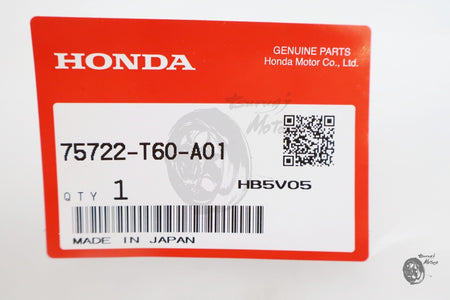 HONDA
GENUINE PARTS
Honda Motor Co., Ltd.
75722-T60-A01
QTY 1
HB5V05
MADE IN JAPAN